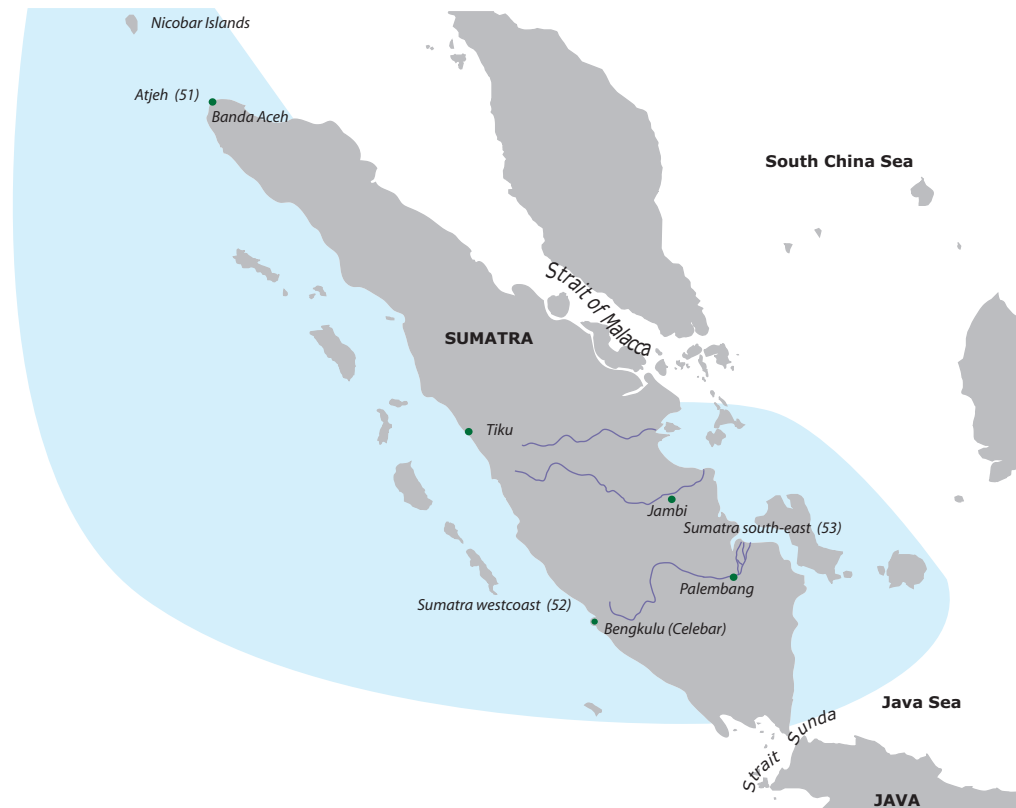 Nicobar Islands
Atjeh (51)
Banda Aceh
South China Sea
Strait of Malacca
SUMATRA
Tiku
Jambi
Sumatra south-east (53)
Palembang
Sumatra westcoast (52)
Bengkulu (Celebar)
Java Sea
Strait Sunda
JAVA